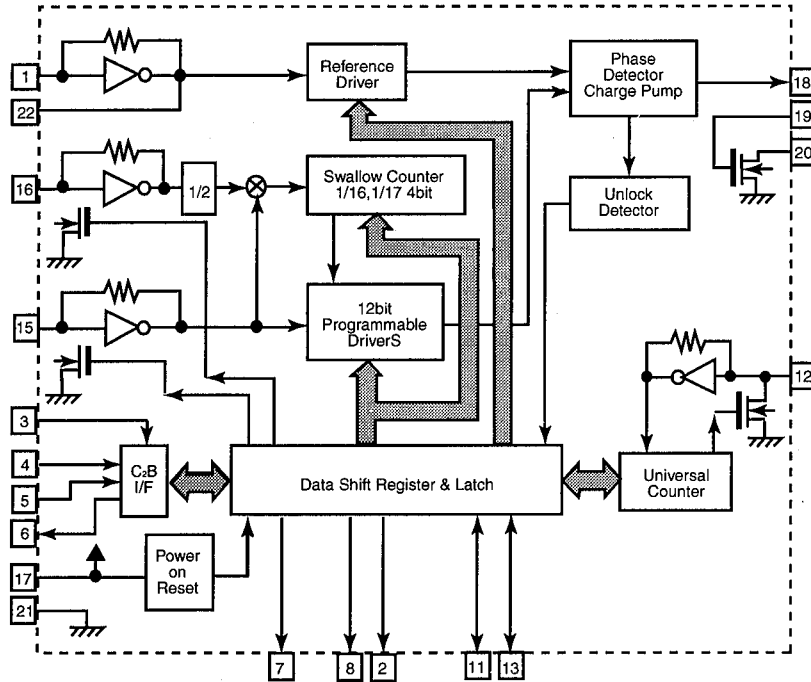 1
22
Reference
Driver
Phase
Detector
Charge Pump
18
19
20
16
1/2
Swallow Counter
1/16,1/17 4bit
Unlock
Detector
15
12bit
Programmable
DriverS
12
3
4
5
6
C2B
I/F
Data Shift Register & Latch
Universal
Counter
17
21
Power
on
Reset
7
8
2
11
13